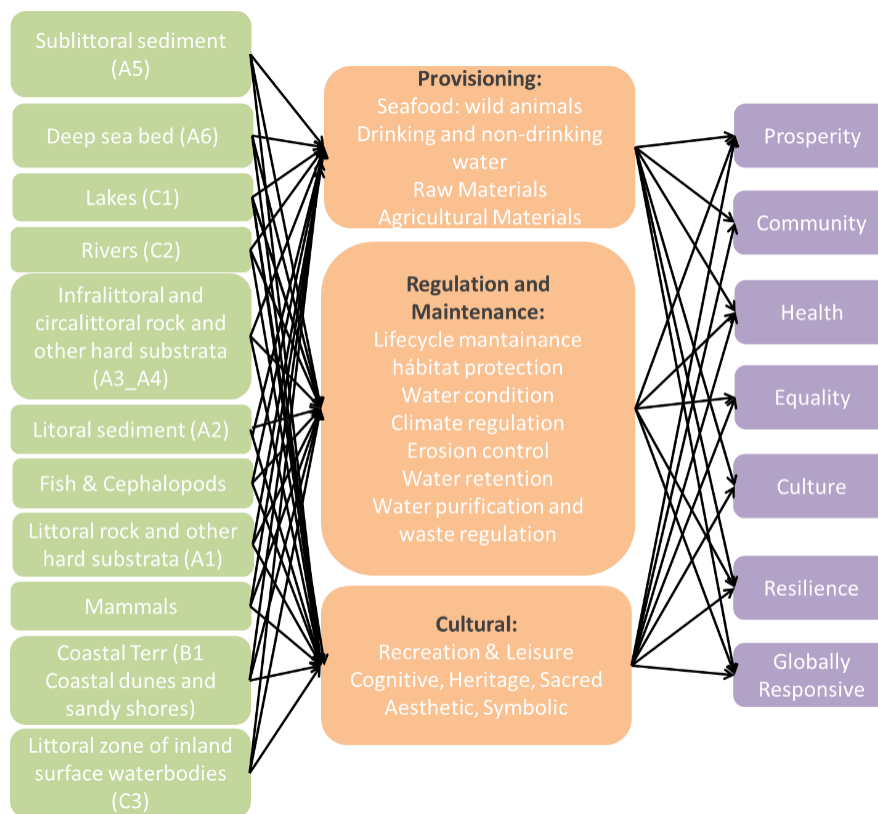 Sublittoral sediment
(A5)
Deep sea bed (A6)
Lakes (C1)
Rivers (C2)
Infralittoral and
circalittoral rock and
other hard substrata
(A3_A4)
Litoral sediment (A2)
Fish & Cephalopods
Littoral rock and other
hard substrata (A1)
Mammals
Coastal Terr (B1
Coastal dunes and
sandy shores)
Littoral zone of inland
surface waterbodies
(C3)
Provisioning:
Seafood: wild animals
Drinking and non-drinking
water
Raw Materials
Agricultural Materials
Regulation and
Maintenance:
Lifecycle mantainance
hábitat protection
Water condition
Climate regulation
Erosion control
Water retention
Water purification and
waste regulation
Cultural:
Recreation & Leisure
Cognitive, Heritage, Sacred
Aesthetic, Symbolic
Prosperity
Community
Health
Equality
Culture
Resilience
Globally
Responsive